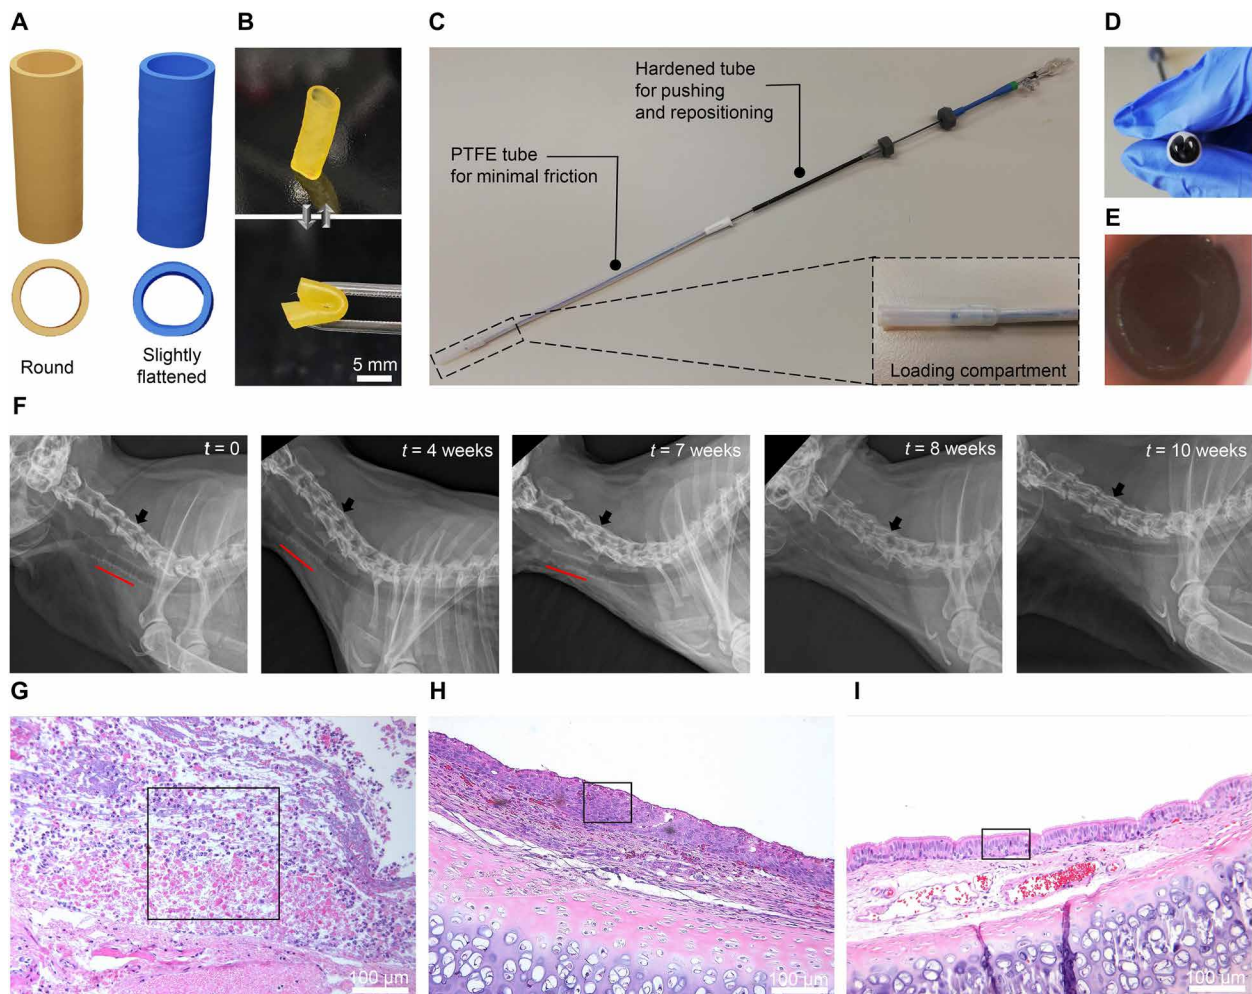 A
B
C
D
Round
Slightly
flattened
5 mm
Hardened tube
for pushing
and repositioning
PTFE tube
for minimal friction
Loading compartment
E
F
t = 0
t = 4 weeks
t = 7 weeks
t = 8 weeks
t = 10 weeks
G
H
I
100 µm
100 µm
100 µm